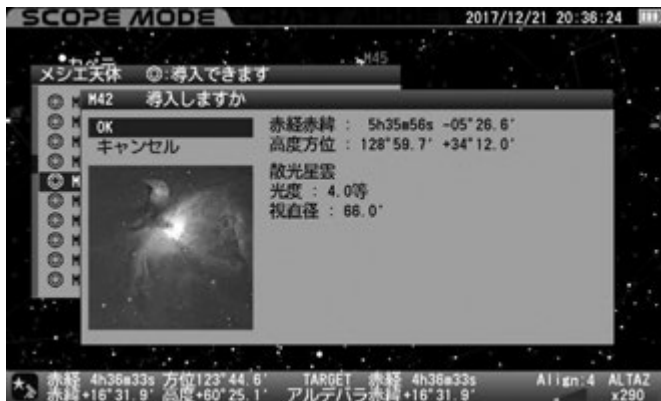 SCOPE MODE 2017/12/21 20:36:24
カペラ M45
メシエ天体 ◎:導入できます
M42 導入しますか
OK
キャンセル
赤経赤緯 : 5h35m56s -05°26.6'
高度方位 : 128°59.7' +34°12.0'
散光星雲
光度 : 4.0等
視直径 : 66.0'
赤経 4h36m33s 方位123°44.6' TARGET 赤経 4h36m33s Align:4 ALTAZ
赤緯+16°31.9' 高度+60°25.1' アルデバラ赤緯+16°31.9' x290